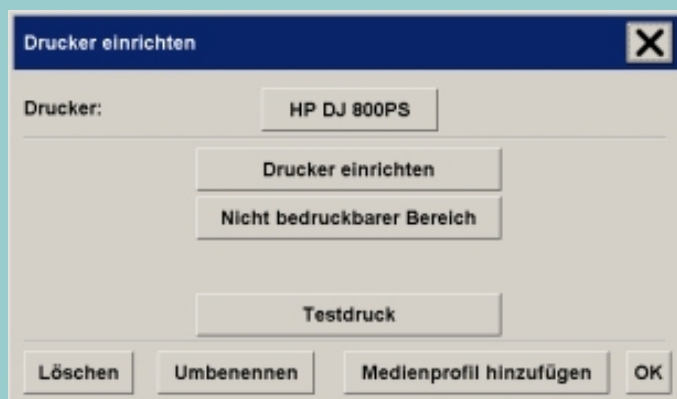 Drucker einrichten
Drucker: HP DJ 800PS
Drucker einrichten
Nicht bedruckbarer Bereich
Testdruck
Löschen Umbenennen Medienprofil hinzufügen OK